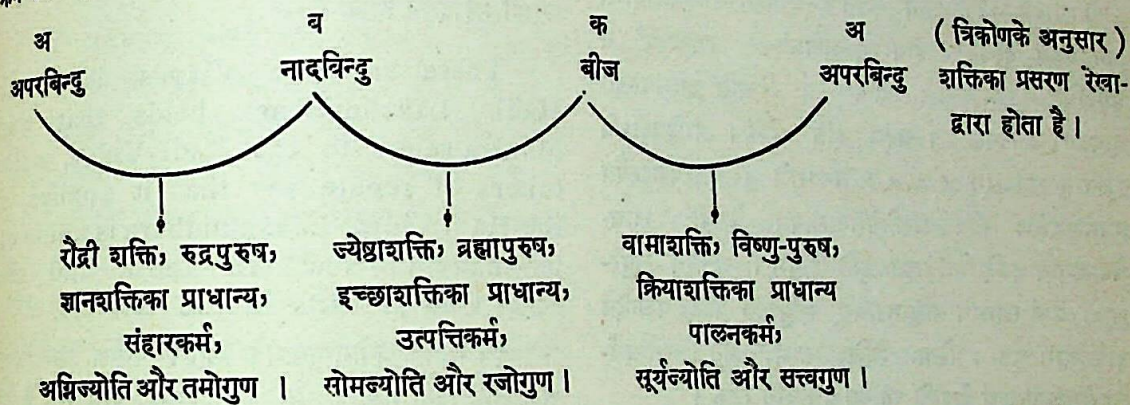 अ व क अ ( त्रिकोणके अनुसार )
अपरबिन्दु नादविन्दु बीज अपरबिन्दु शक्तिका प्रसरण रेखा-
द्वारा होता है ।
रौद्री शक्ति, रुद्रपुरुष, ज्येष्ठाशक्ति, ब्रह्मापुरुष, वामाशक्ति, विष्णु-पुरुष,
ज्ञानशक्तिका प्राधान्य, इच्छाशक्तिका प्राधान्य, क्रियाशक्तिका प्राधान्य
संहारकर्म, उत्पत्तिकर्म, पालनकर्म,
अग्निज्योति और तमोगुण । सोमज्योति और रजोगुण । सूर्यज्योति और सत्त्वगुण ।